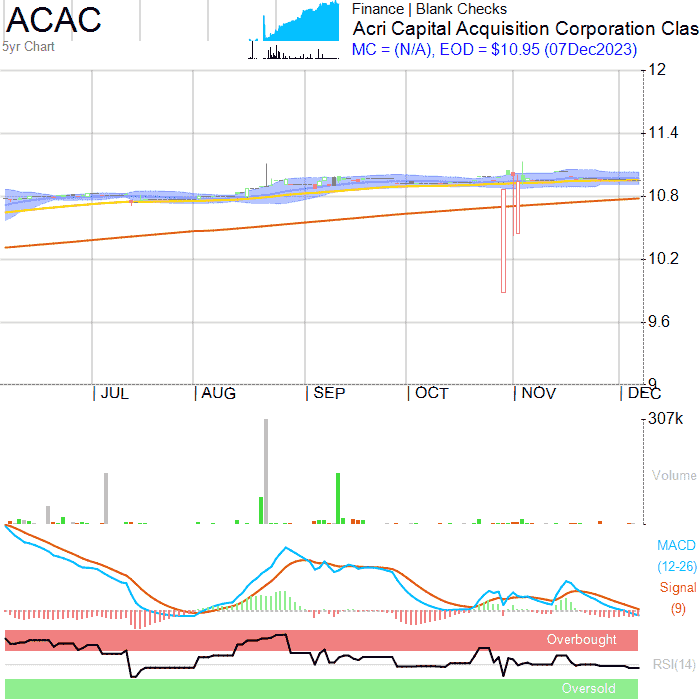 ACAC
5yr Chart
Finance | Blank Checks
Acri Capital Acquisition Corporation Clas
MC = (N/A), EOD = $10.95 (07Dec2023)
12
11.4
10.8
10.2
9.6
9
JUL AUG SEP OCT NOV DEC
307k
Volume
MACD
(12-26)
Signal
(9)
Overbought
RSI(14)
Oversold